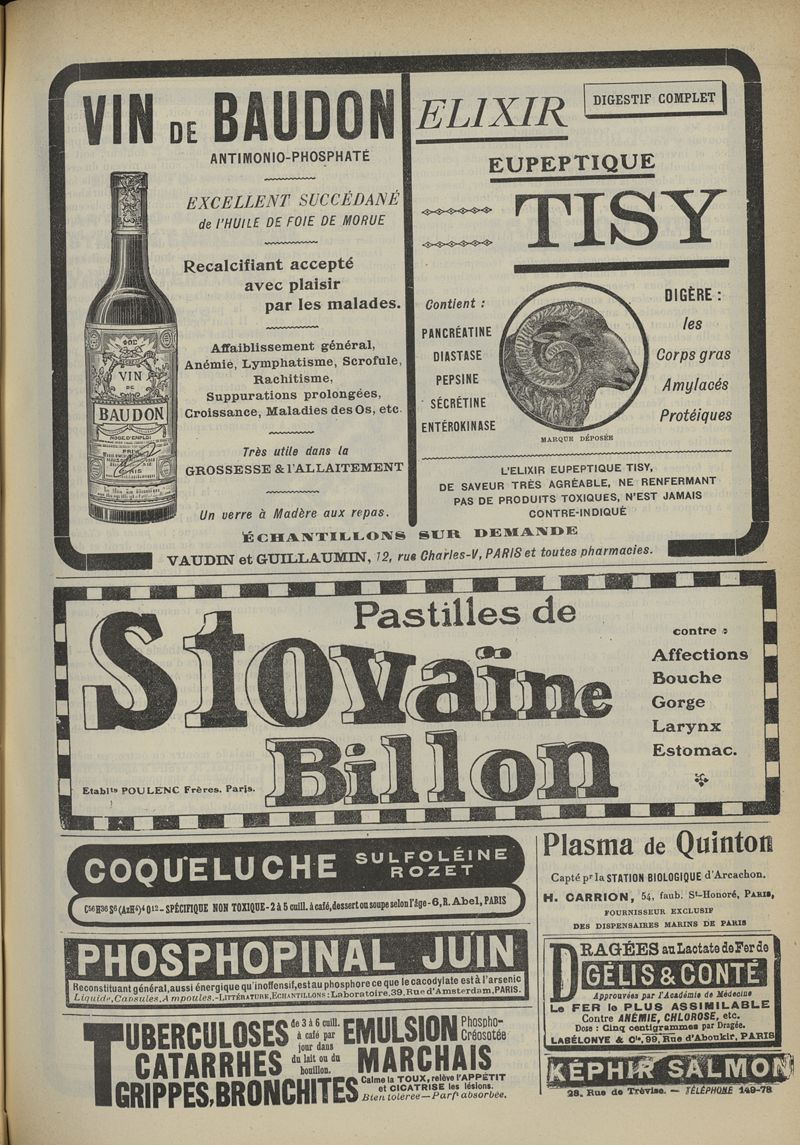 VIN DE BAUDON
ANTIMONIO-PHOSPHATÉ
EXCELLENT SUCCÉDANÉ
de l'HUILE DE FOIE DE MORUE
Recalcifiant accepté
avec plaisir
par les malades.
Affaiblissement général,
Anémie, Lymphatisme, Scrofule,
Rachitisme,
Suppurations prolongées,
Croissance, Maladies des Os, etc.
Très utile dans la
GROSSESSE & l'ALLAITEMENT
Un verre à Madère aux repas.
VIN
DE
BAUDON
MODE D'EMPLOI
ELIXIR
DIGESTIF COMPLET
EUPEPTIQUE
TISY
Contient :
PANCRÉATINE
DIASTASE
PEPSINE
SÉCRÉTINE
ENTÉROKINASE
MARQUE DÉPOSÉE
DIGÈRE :
les
Corps gras
Amylacés
Protéiques
L'ELIXIR EUPEPTIQUE TISY,
DE SAVEUR TRÈS AGRÉABLE, NE RENFERMANT
PAS DE PRODUITS TOXIQUES, N'EST JAMAIS
CONTRE-INDIQUÉ
ÉCHANTILLONS SUR DEMANDE
VAUDIN et GUILLAUMIN, 12, rue Charles-V, PARIS et toutes pharmacies.
Pastilles de
Stovaïne
Billon
contre :
Affections
Bouche
Gorge
Larynx
Estomac.
Etablts POULENC Frères. Paris.
COQUELUCHE SULFOLÉINE
ROZET
C56H36S6(AzH4)4O12 - SPÉCIFIQUE NON TOXIQUE - 2 à 5 cuill. à café, dessert ou soupe selon l'âge - 6, R. Abel, PARIS
PHOSPHOPINAL JUIN
Reconstituant général, aussi énergique qu'inoffensif, est au phosphore ce que le cacodylate est à l'arsenic
Liquide, Capsules, Ampoules. - LITTÉRATURE, ECHANTILLONS : Laboratoire, 39, Rue d'Amsterdam, PARIS.
TUBERCULOSES
CATARRHES
GRIPPES, BRONCHITES
de 3 à 6 cuill.
à café par
jour dans
du lait ou du
bouillon.
EMULSION Phospho-
Créosotée
MARCHAIS
Calme la TOUX, relève l'APPÉTIT
et CICATRISE les lésions.
Bien tolérée — Parft absorbée.
Plasma de Quinton
Capté pr la STATION BIOLOGIQUE d'Arcachon.
H. CARRION, 54, faub. St-Honoré, PARIS,
FOURNISSEUR EXCLUSIF
DES DISPENSAIRES MARINS DE PARIS
DRAGÉES au Lactate de Fer de
GÉLIS & CONTÉ
Approuvées par l'Académie de Médecine
Le FER le PLUS ASSIMILABLE
Contre ANÉMIE, CHLOROSE, etc.
Dose : Cinq centigrammes par Dragée.
LABÉLONYE & Cie, 99, Rue d'Aboukir, PARIS
KÉPHIR SALMON
28, Rue de Trévise. — TÉLÉPHONE 149-78